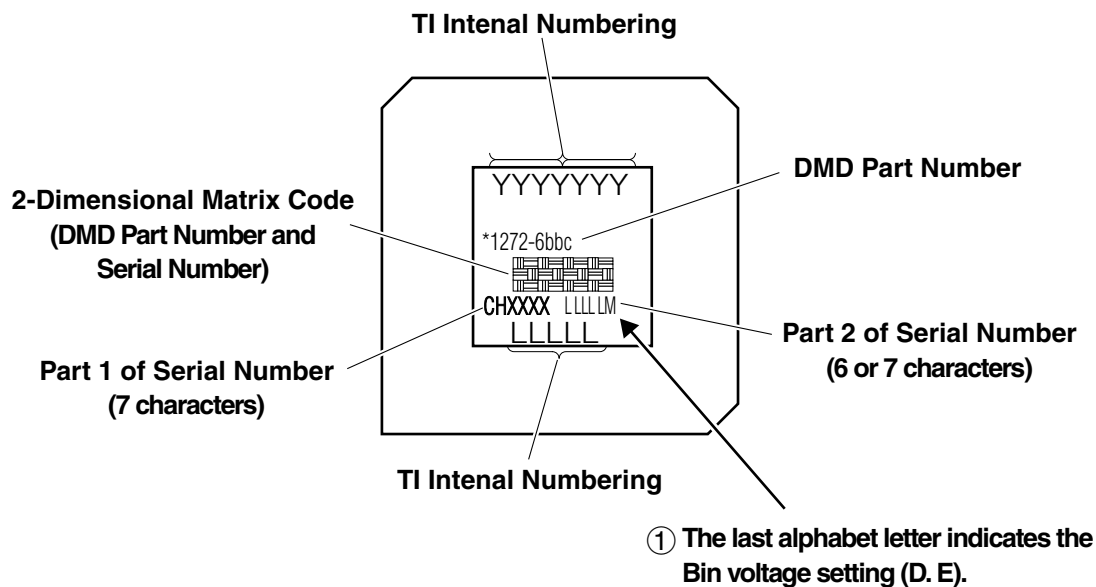 TI Intenal Numbering
YYYYYYY
DMD Part Number
2-Dimensional Matrix Code
(DMD Part Number and
Serial Number)
*1272-6bbc
CHXXXX LLLLLM
LLLLL
Part 1 of Serial Number
(7 characters)
Part 2 of Serial Number
(6 or 7 characters)
TI Intenal Numbering
① The last alphabet letter indicates the
Bin voltage setting (D. E).